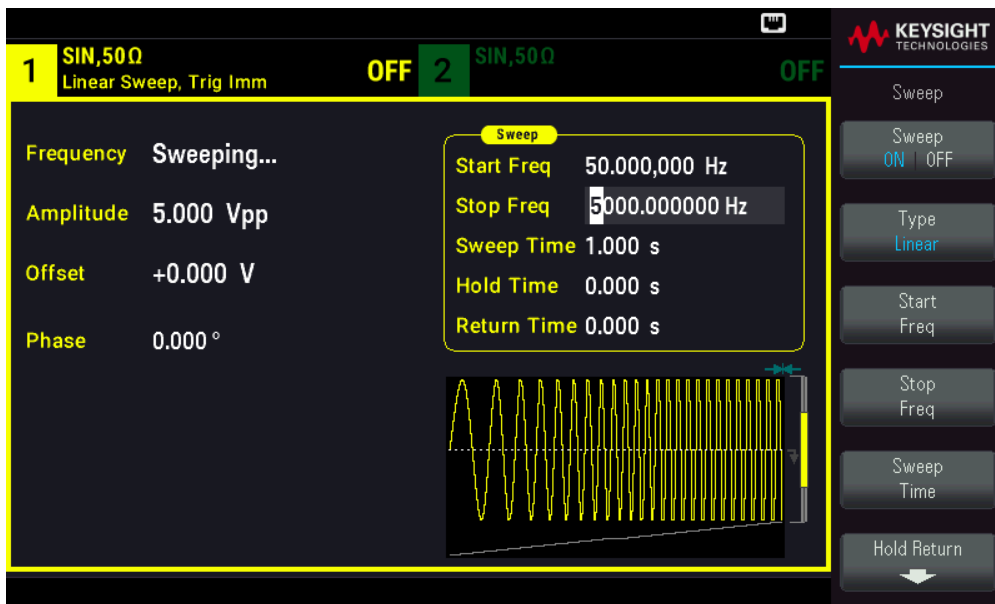 1
SIN,50Ω
Linear Sweep, Trig Imm
OFF
2
SIN,50Ω
OFF
Frequency Sweeping...
Amplitude 5.000 Vpp
Offset +0.000 V
Phase 0.000 °
Sweep
Start Freq 50.000,000 Hz
Stop Freq 5000.000000 Hz
Sweep Time 1.000 s
Hold Time 0.000 s
Return Time 0.000 s
KEYSIGHT
TECHNOLOGIES
Sweep
Sweep
ON | OFF
Type
Linear
Start
Freq
Stop
Freq
Sweep
Time
Hold Return